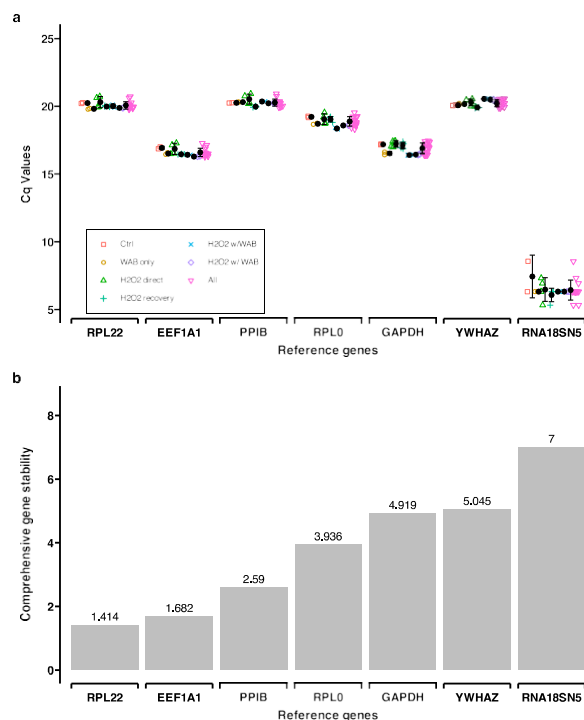 a
25
20
15
10
5
Cq Values
Ctrl
WAB only
H2O2 direct
H2O2 recovery
H2O2 w/WAB
H2O2 w/ WAB
All
RPL22 EEF1A1 PPIB RPL0 GAPDH YWHAZ RNA18SN5
Reference genes
b
8
6
4
2
0
Comprehensive gene stability
1.414
1.682
2.59
3.936
4.919
5.045
7
RPL22 EEF1A1 PPIB RPL0 GAPDH YWHAZ RNA18SN5
Reference genes